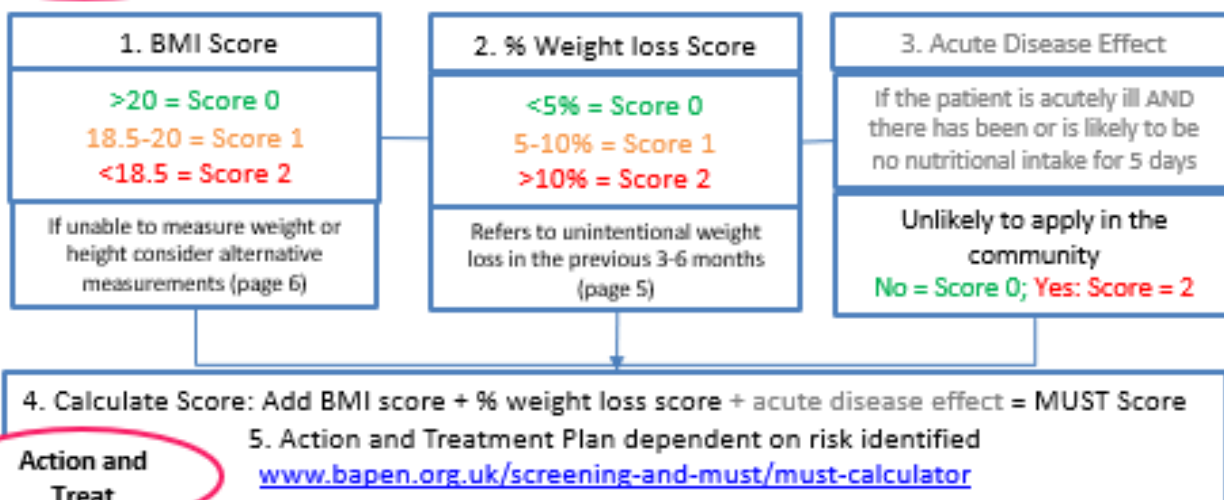 1. BMI Score
>20 = Score 0
18.5-20 = Score 1
<18.5 = Score 2
If unable to measure weight or
height consider alternative
measurements (page 6)
2. % Weight loss Score
<5% = Score 0
5-10% = Score 1
>10% = Score 2
Refers to unintentional weight
loss in the previous 3-6 months
(page 5)
3. Acute Disease Effect
If the patient is acutely ill AND
there has been or is likely to be
no nutritional intake for 5 days
Unlikely to apply in the
community
No = Score 0; Yes: Score = 2
4. Calculate Score: Add BMI score + % weight loss score + acute disease effect = MUST Score
5. Action and Treatment Plan dependent on risk identified
www.bapen.org.uk/screening-and-must/must-calculator
Action and
Treat